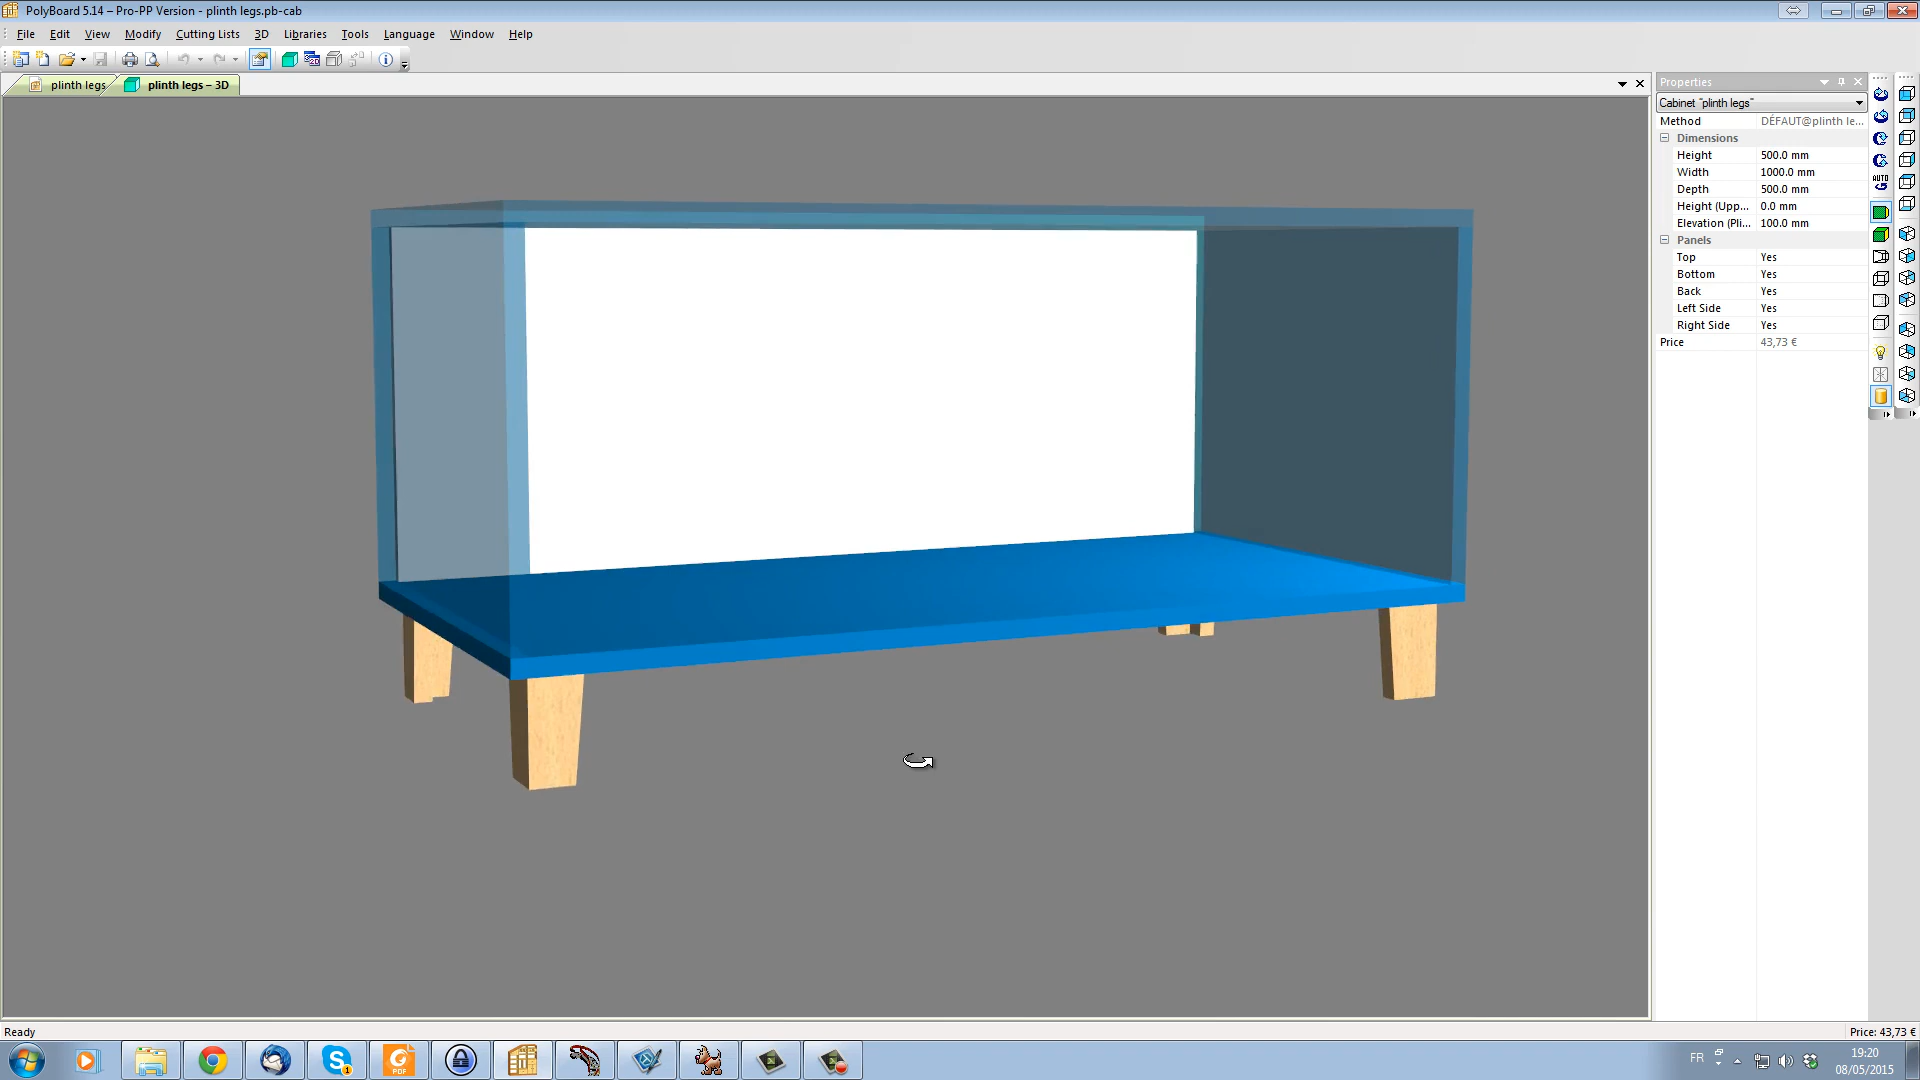 PolyBoard 5.14 – Pro-PP Version - plinth legs.pb-cab
File Edit View Modify Cutting Lists 3D Libraries Tools Language Window Help
plinth legs
plinth legs – 3D
Properties
Cabinet "plinth legs"
Method DÉFAUT@plinth le...
Dimensions
Height 500.0 mm
Width 1000.0 mm
Depth 500.0 mm
Height (Upp... 0.0 mm
Elevation (Pli... 100.0 mm
Panels
Top Yes
Bottom Yes
Back Yes
Left Side Yes
Right Side Yes
Price 43,73 €
AUTO
Ready
Price: 43,73 €
PDF
1
FR
19:20
08/05/2015